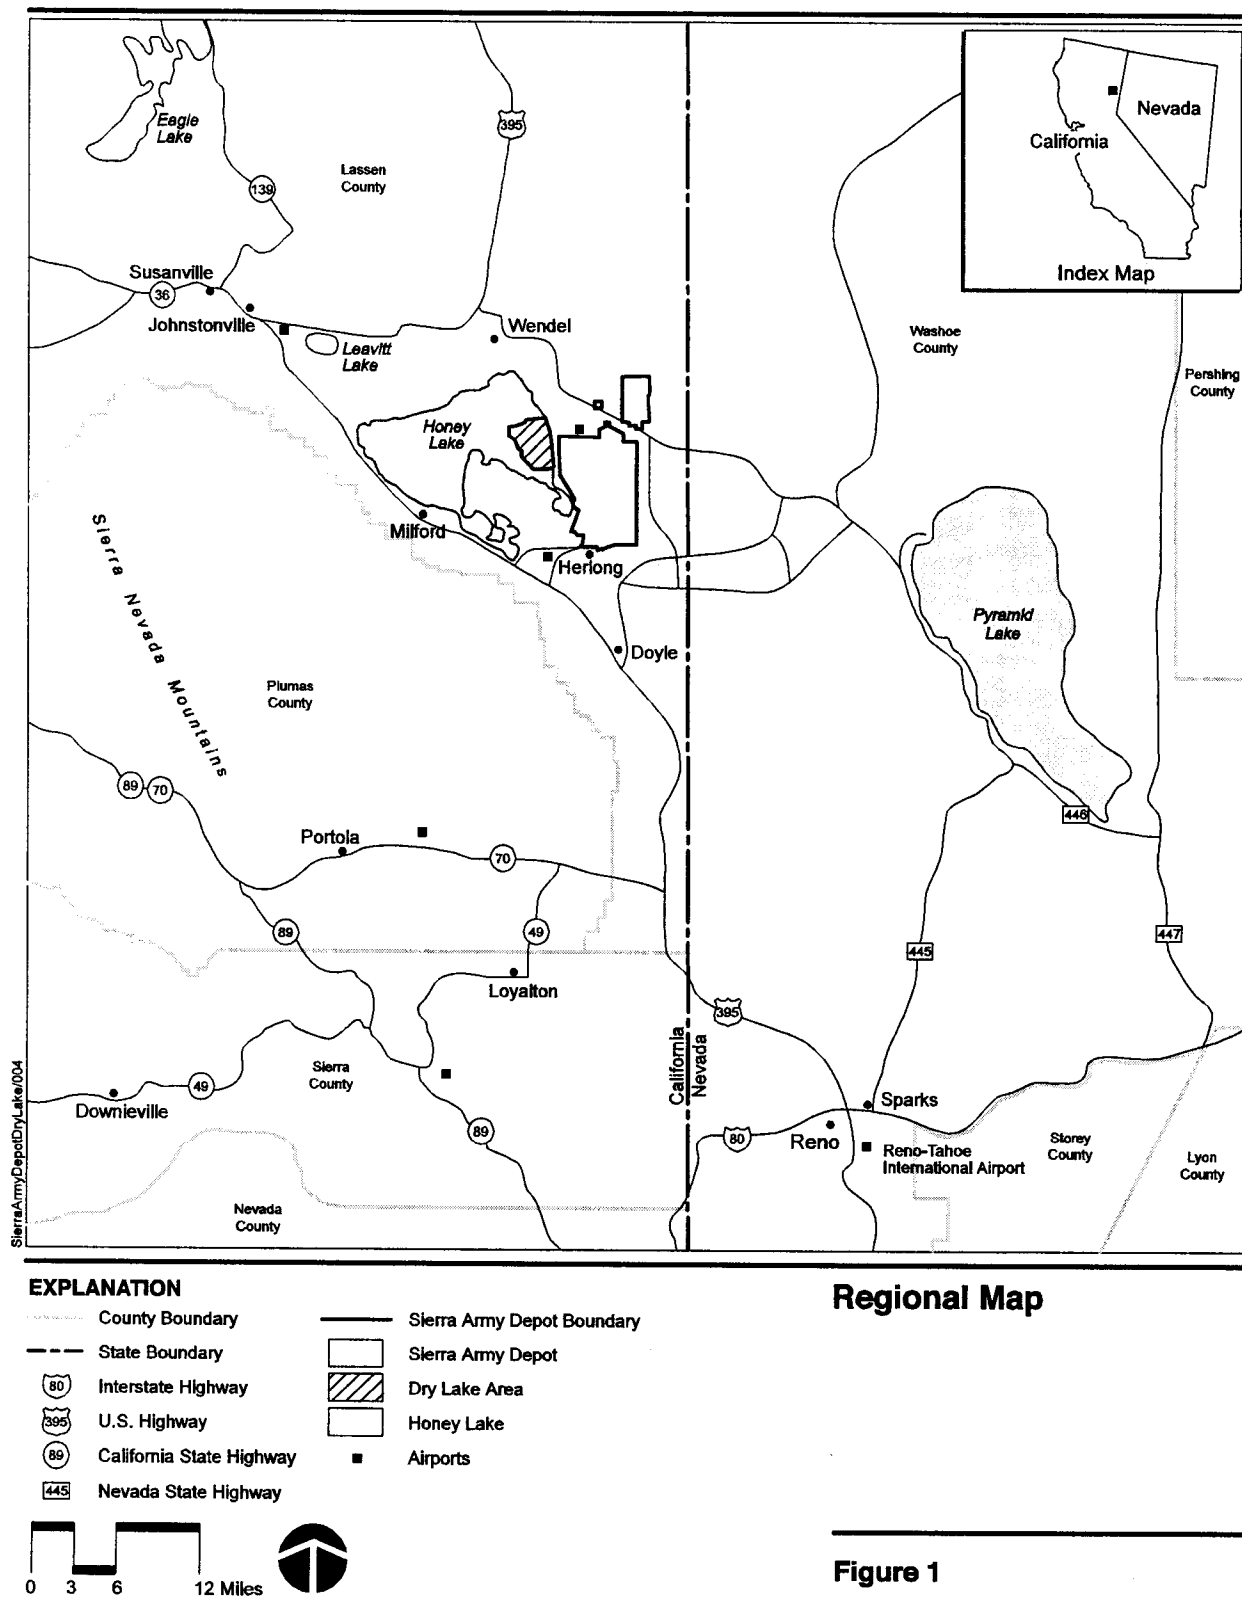 Eagle
Lake
395
Nevada
California
Index Map
139
Lassen
County
Susanville
36
Johnstonville
Wendel
Leavitt
Lake
Washoe
County
Pershing
County
Honey
Lake
Milford
Herlong
Sierra Nevada Mountains
Pyramid
Lake
Doyle
Plumas
County
89
70
446
Portola
70
89
49
445
447
Loyalton
395
California
Nevada
Sierra
County
49
Downieville
89
Sparks
80
Reno
Reno-Tahoe
International Airport
Storey
County
Lyon
County
Nevada
County
SierraArmyDepotDryLake/004
EXPLANATION
County Boundary
State Boundary
80 Interstate Highway
395 U.S. Highway
89 California State Highway
445 Nevada State Highway
Sierra Army Depot Boundary
Sierra Army Depot
Dry Lake Area
Honey Lake
Airports
0 3 6 12 Miles
Regional Map
Figure 1